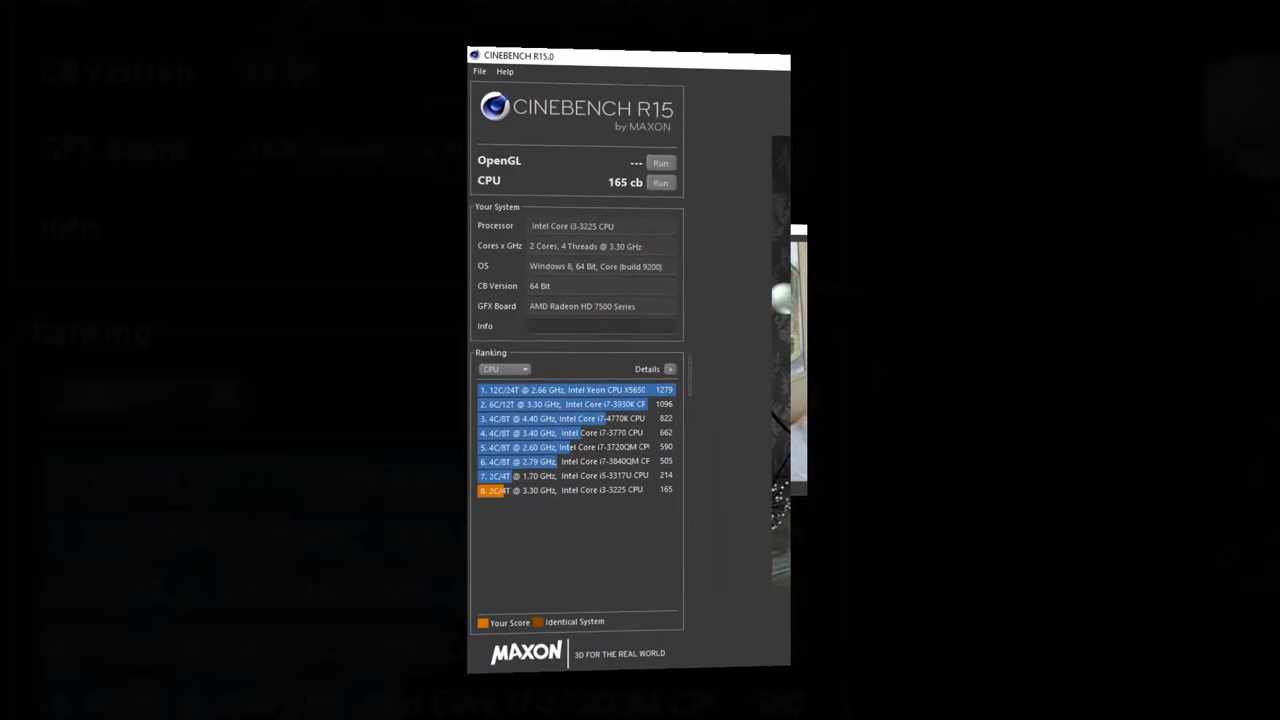 CINEBENCH R15.0
File Help
CINEBENCH R15
by MAXON
OpenGL --- Run
CPU 165 cb Run
Your System
Processor Intel Core i3-3225 CPU
Cores x GHz 2 Cores, 4 Threads @ 3.30 GHz
OS Windows 8, 64 Bit, Core (build 9200)
CB Version 64 Bit
GFX Board AMD Radeon HD 7500 Series
Info
Ranking
CPU Details
1. 12C/24T @ 2.66 GHz, Intel Xeon CPU X5650 1279
2. 6C/12T @ 3.30 GHz, Intel Core i7-3930K CP 1096
3. 4C/8T @ 4.40 GHz, Intel Core i7-4770K CPU 822
4. 4C/8T @ 3.40 GHz, Intel Core i7-3770 CPU 662
5. 4C/8T @ 2.60 GHz, Intel Core i7-3720QM CPU 590
6. 4C/8T @ 2.79 GHz, Intel Core i7-3840QM CP 505
7. 2C/4T @ 1.70 GHz, Intel Core i5-3317U CPU 214
8. 2C/4T @ 3.30 GHz, Intel Core i3-3225 CPU 165
Your Score Identical System
MAXON 3D FOR THE REAL WORLD